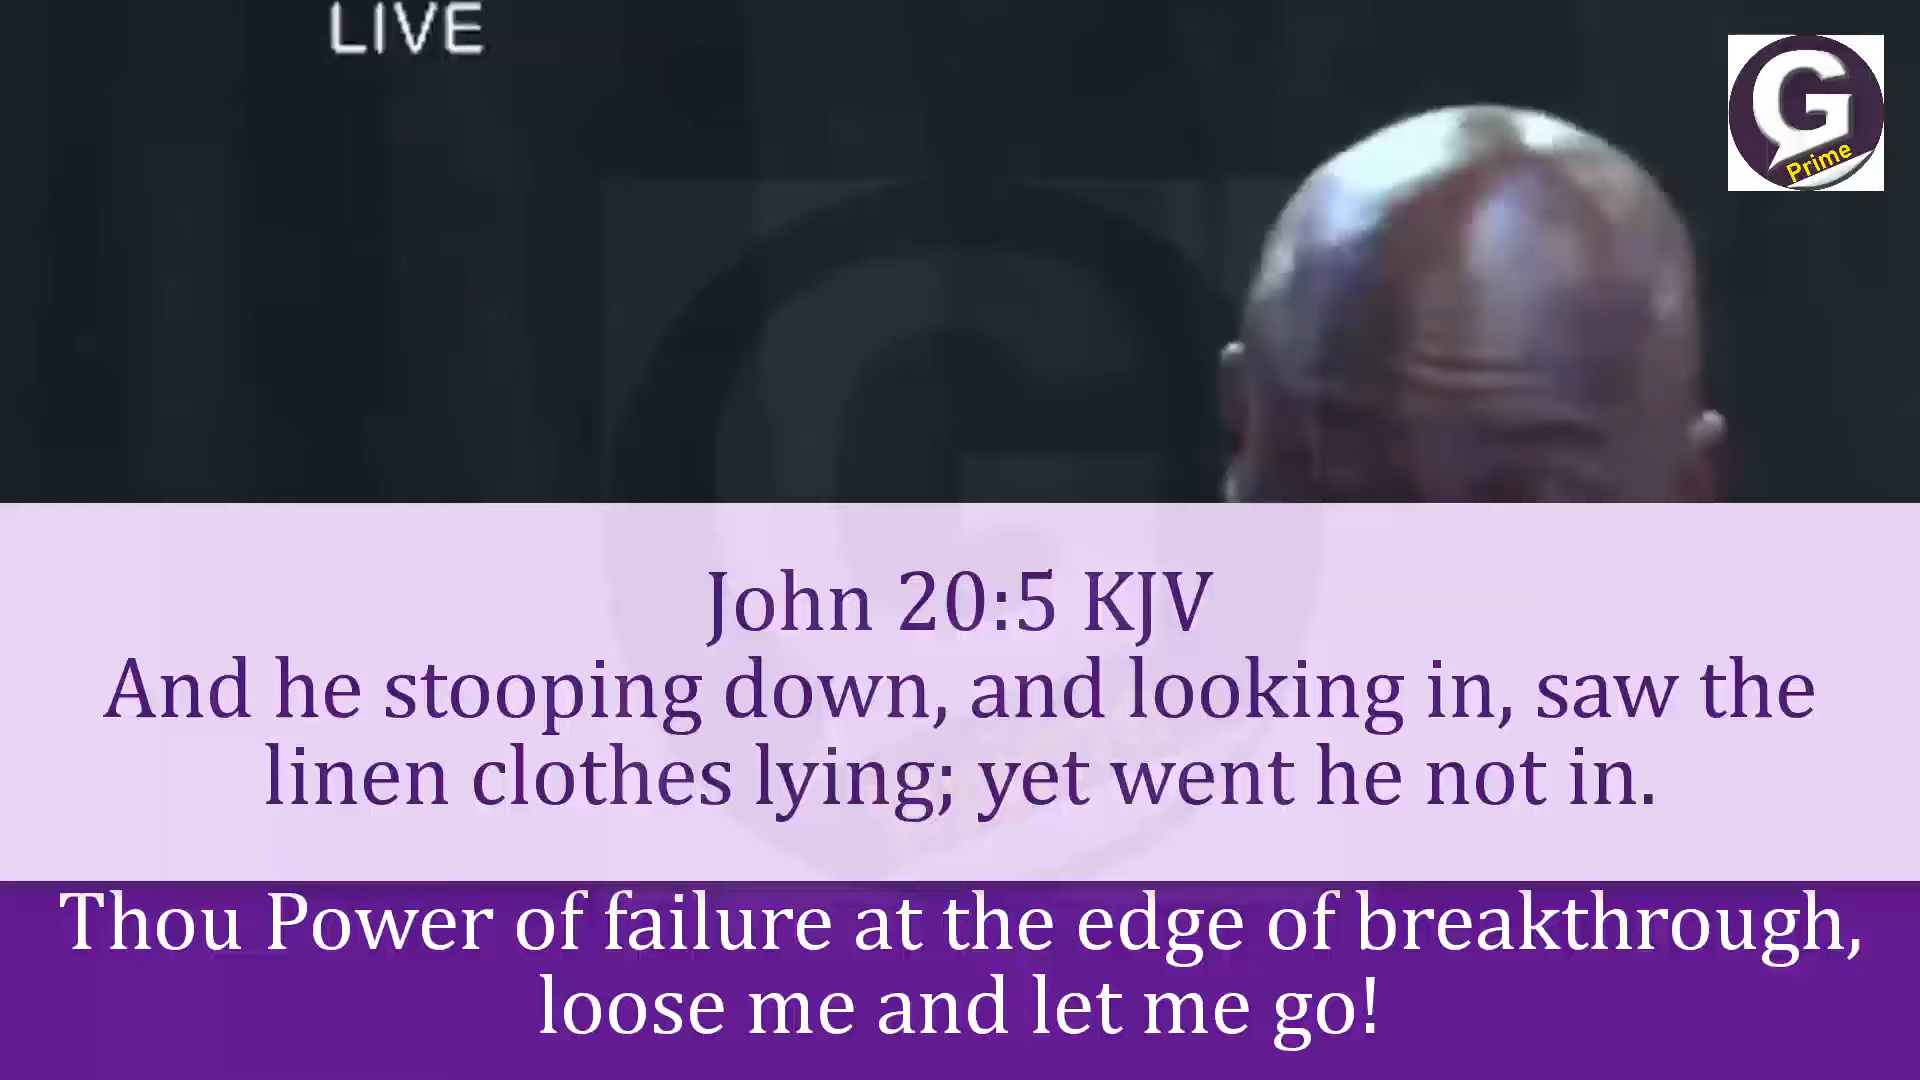 LIVE
G
Prime
John 20:5 KJV
And he stooping down, and looking in, saw the
linen clothes lying; yet went he not in.
Thou Power of failure at the edge of breakthrough,
loose me and let me go!